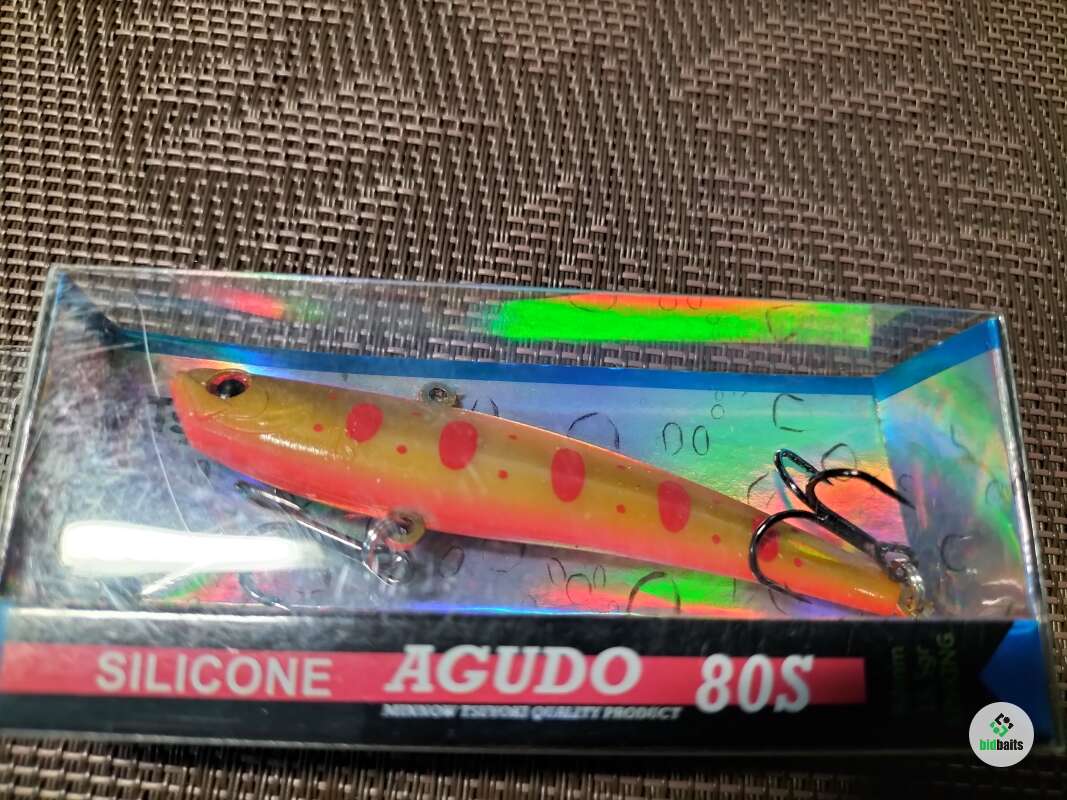 SILICONE AGUDO 80S
MINNOW TSUYOKI QUALITY PRODUCT
bidbaits